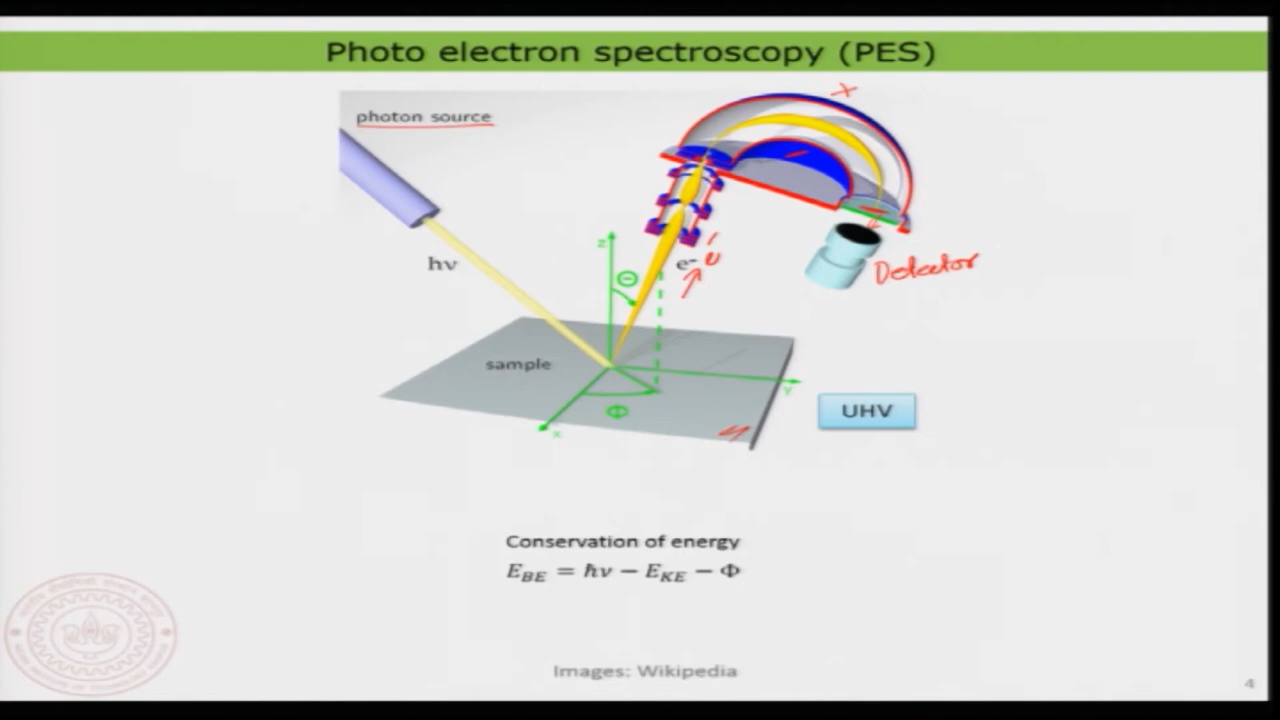 Photo electron spectroscopy (PES)
photon source
hν
z
Θ
e-
Detector
sample
y
Φ
x
UHV
Conservation of energy
E_BE = ℏν − E_KE − Φ
Images: Wikipedia
4